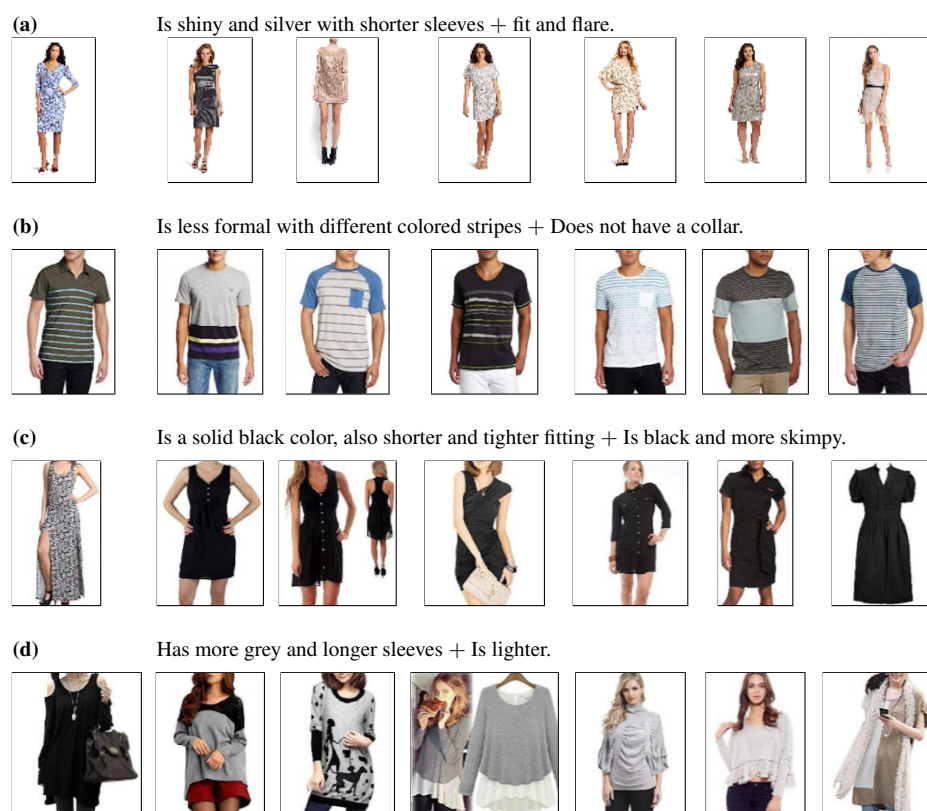 (a) Is shiny and silver with shorter sleeves + fit and flare.
(b) Is less formal with different colored stripes + Does not have a collar.
(c) Is a solid black color, also shorter and tighter fitting + Is black and more skimpy.
(d) Has more grey and longer sleeves + Is lighter.